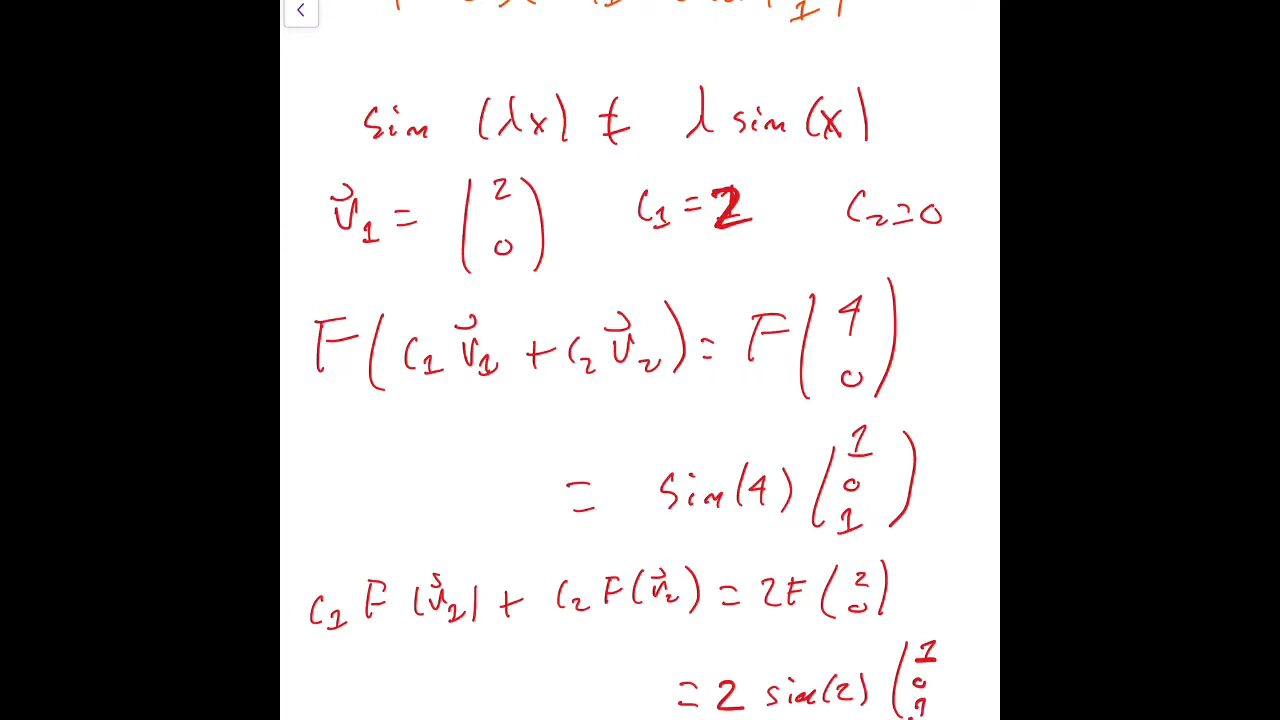 sin (λx) ≠ λ sin (x)
v⃗₁ = (2 0) c₁ = 2 c₂ = 0
F(c₁ v⃗₁ + c₂ v⃗₂) = F(4 0)
= sin(4) (1 0 1)
c₁ F(v⃗₁) + c₂ F(v⃗₂) = 2F(2 0)
= 2 sin(2) (1 0 1